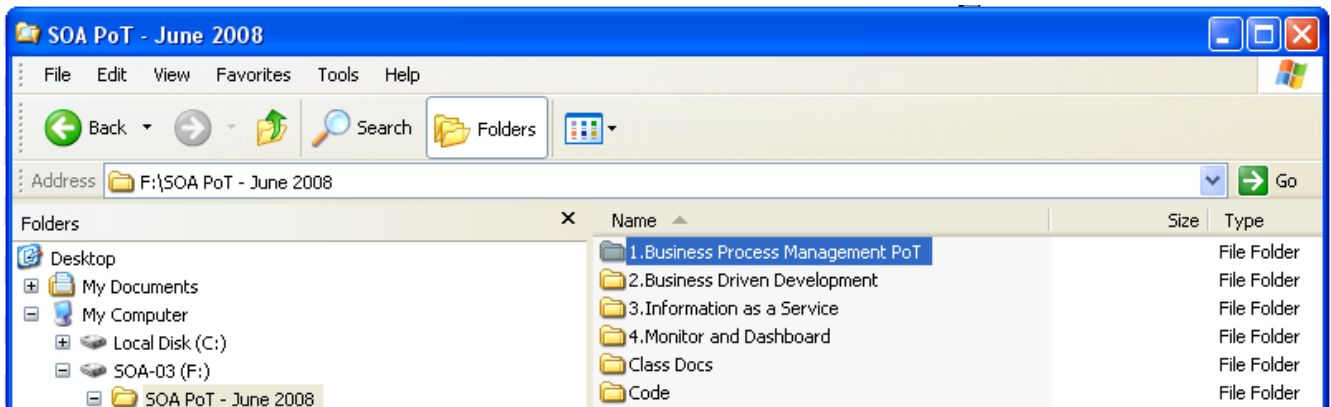 SOA PoT - June 2008
File Edit View Favorites Tools Help
Back Search Folders
Address F:\SOA PoT - June 2008 Go
Folders Name Size Type
Desktop 1.Business Process Management PoT File Folder
My Documents 2.Business Driven Development File Folder
My Computer 3.Information as a Service File Folder
Local Disk (C:) 4.Monitor and Dashboard File Folder
SOA-03 (F:) Class Docs File Folder
SOA PoT - June 2008 Code File Folder